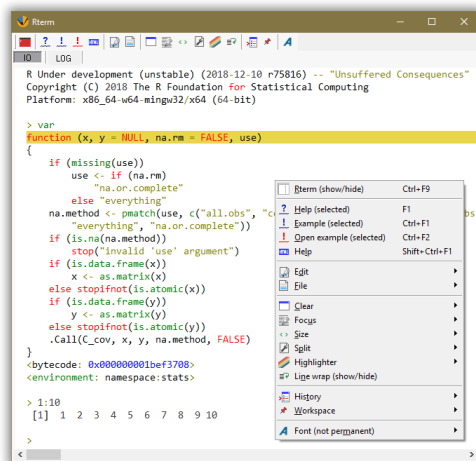 Rterm
IO LOG
R Under development (unstable) (2018-12-10 r75816) -- "Unsuffered Consequences"
Copyright (C) 2018 The R Foundation for Statistical Computing
Platform: x86_64-w64-mingw32/x64 (64-bit)
> var
function (x, y = NULL, na.rm = FALSE, use)
{
if (missing(use))
use <- if (na.rm)
"na.or.complete"
else "everything"
na.method <- pmatch(use, c("all.obs",
"everything", "na.or.complete"))
if (is.na(na.method))
stop("invalid 'use' argument")
if (is.data.frame(x))
x <- as.matrix(x)
else stopifnot(is.atomic(x))
if (is.data.frame(y))
y <- as.matrix(y)
else stopifnot(is.atomic(y))
.Call(C_cov, x, y, na.method, FALSE)
}
<bytecode: 0x000000001bef3708>
<environment: namespace:stats>
> 1:10
[1] 1 2 3 4 5 6 7 8 9 10
>
Rterm (show/hide) Ctrl+F9
Help (selected) F1
Example (selected) Ctrl+F1
Open example (selected) Ctrl+F2
Help Shift+Ctrl+F1
Edit
File
Clear
Focus
Size
Split
Highlighter
Line wrap (show/hide)
History
Workspace
Font (not permanent)